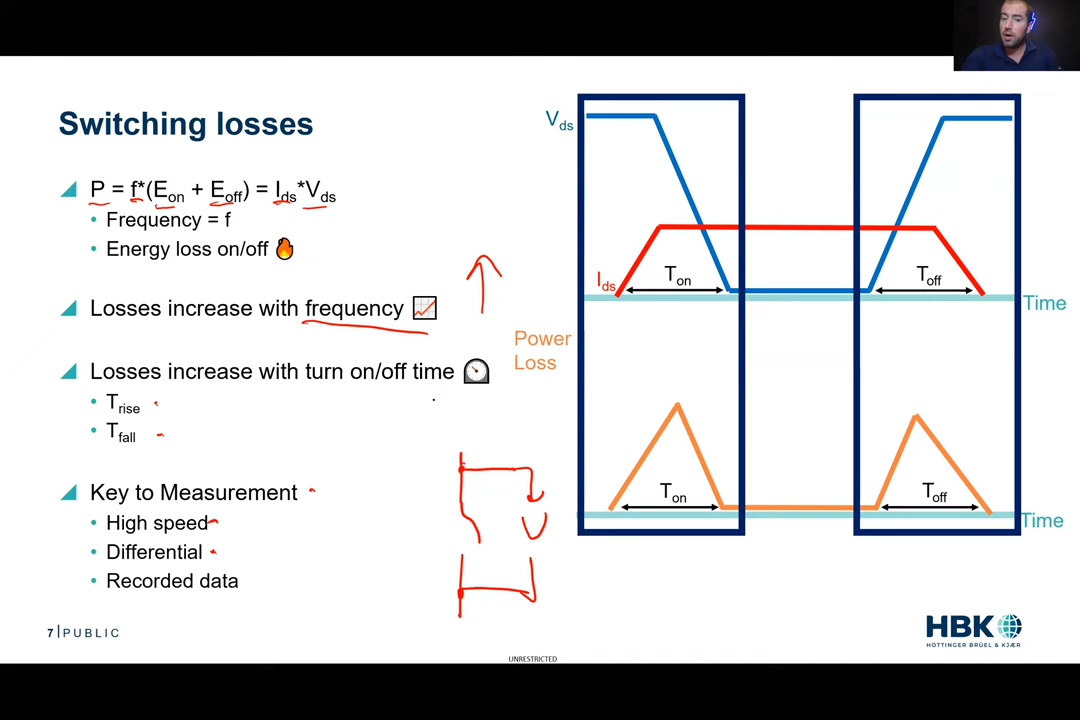 Switching losses
P = f*(Eon + Eoff) = Ids*Vds
Frequency = f
Energy loss on/off 🔥
Losses increase with frequency 📈
Losses increase with turn on/off time
Trise
Tfall
Key to Measurement
High speed
Differential
Recorded data
V
Vds
Ids
Ton
Toff
Time
Power
Loss
Ton
Toff
Time
7 | PUBLIC
HBK
HOTTINGER BRÜEL & KJÆR
UNRESTRICTED